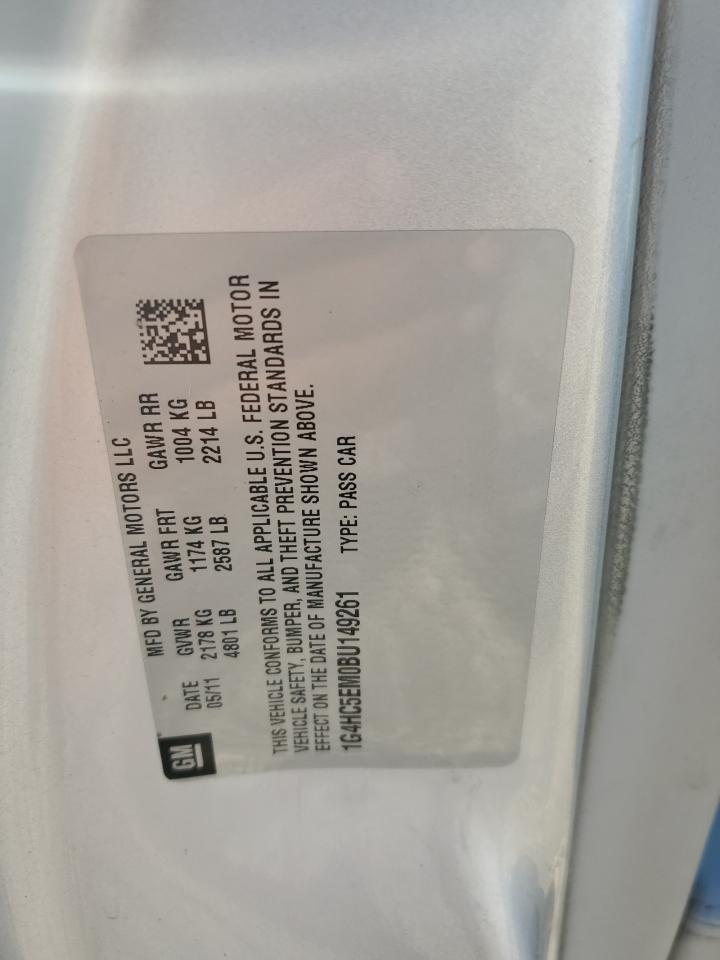 GM
MFD BY GENERAL MOTORS LLC
DATE GVWR GAWR FRT GAWR RR
05/11 2178 KG 1174 KG 1004 KG
4801 LB 2587 LB 2214 LB
THIS VEHICLE CONFORMS TO ALL APPLICABLE U.S. FEDERAL MOTOR
VEHICLE SAFETY, BUMPER, AND THEFT PREVENTION STANDARDS IN
EFFECT ON THE DATE OF MANUFACTURE SHOWN ABOVE.
1G4HC5EM0BU149261 TYPE: PASS CAR